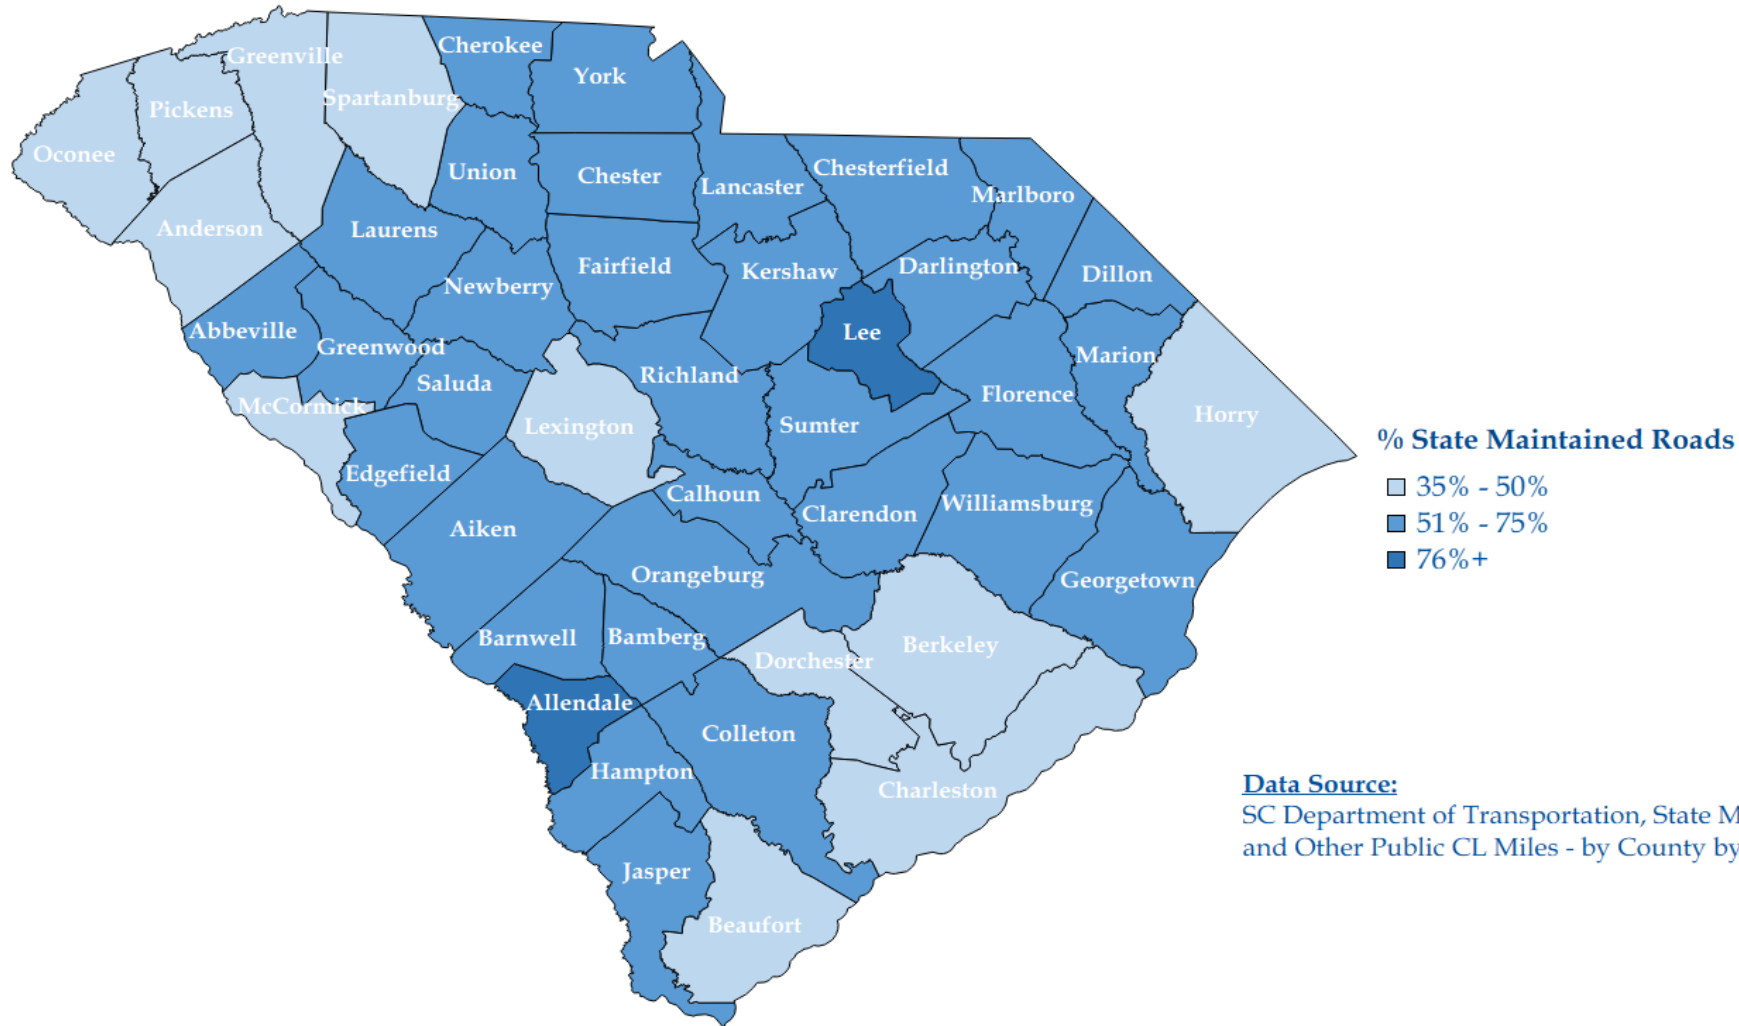 Cherokee
Greenville
York
Spartanburg
Pickens
Oconee
Union
Chester
Lancaster
Chesterfield
Marlboro
Anderson
Laurens
Fairfield
Kershaw
Darlington
Dillon
Newberry
Abbeville
Greenwood
Lee
Marion
Saluda
Richland
Florence
McCormick
Lexington
Sumter
Horry
Edgefield
Calhoun
Clarendon
Williamsburg
Aiken
Orangeburg
Georgetown
Barnwell
Bamberg
Dorchester
Berkeley
Allendale
Colleton
Hampton
Charleston
Jasper
Beaufort
% State Maintained Roads
35% - 50%
51% - 75%
76%+
Data Source:
SC Department of Transportation, State
and Other Public CL Miles - by County by